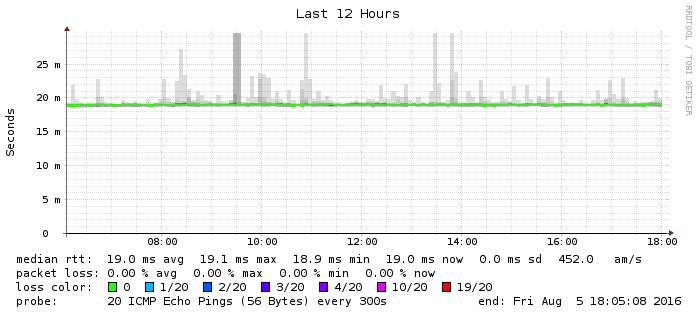 Last 12 Hours
RRDTOOL / TOBI OETIKER
Seconds
25 m
20 m
15 m
10 m
5 m
0
08:00 10:00 12:00 14:00 16:00 18:00
median rtt: 19.0 ms avg 19.1 ms max 18.9 ms min 19.0 ms now 0.0 ms sd 452.0 am/s
packet loss: 0.00 % avg 0.00 % max 0.00 % min 0.00 % now
loss color: 0 1/20 2/20 3/20 4/20 10/20 19/20
probe: 20 ICMP Echo Pings (56 Bytes) every 300s end: Fri Aug 5 18:05:08 2016